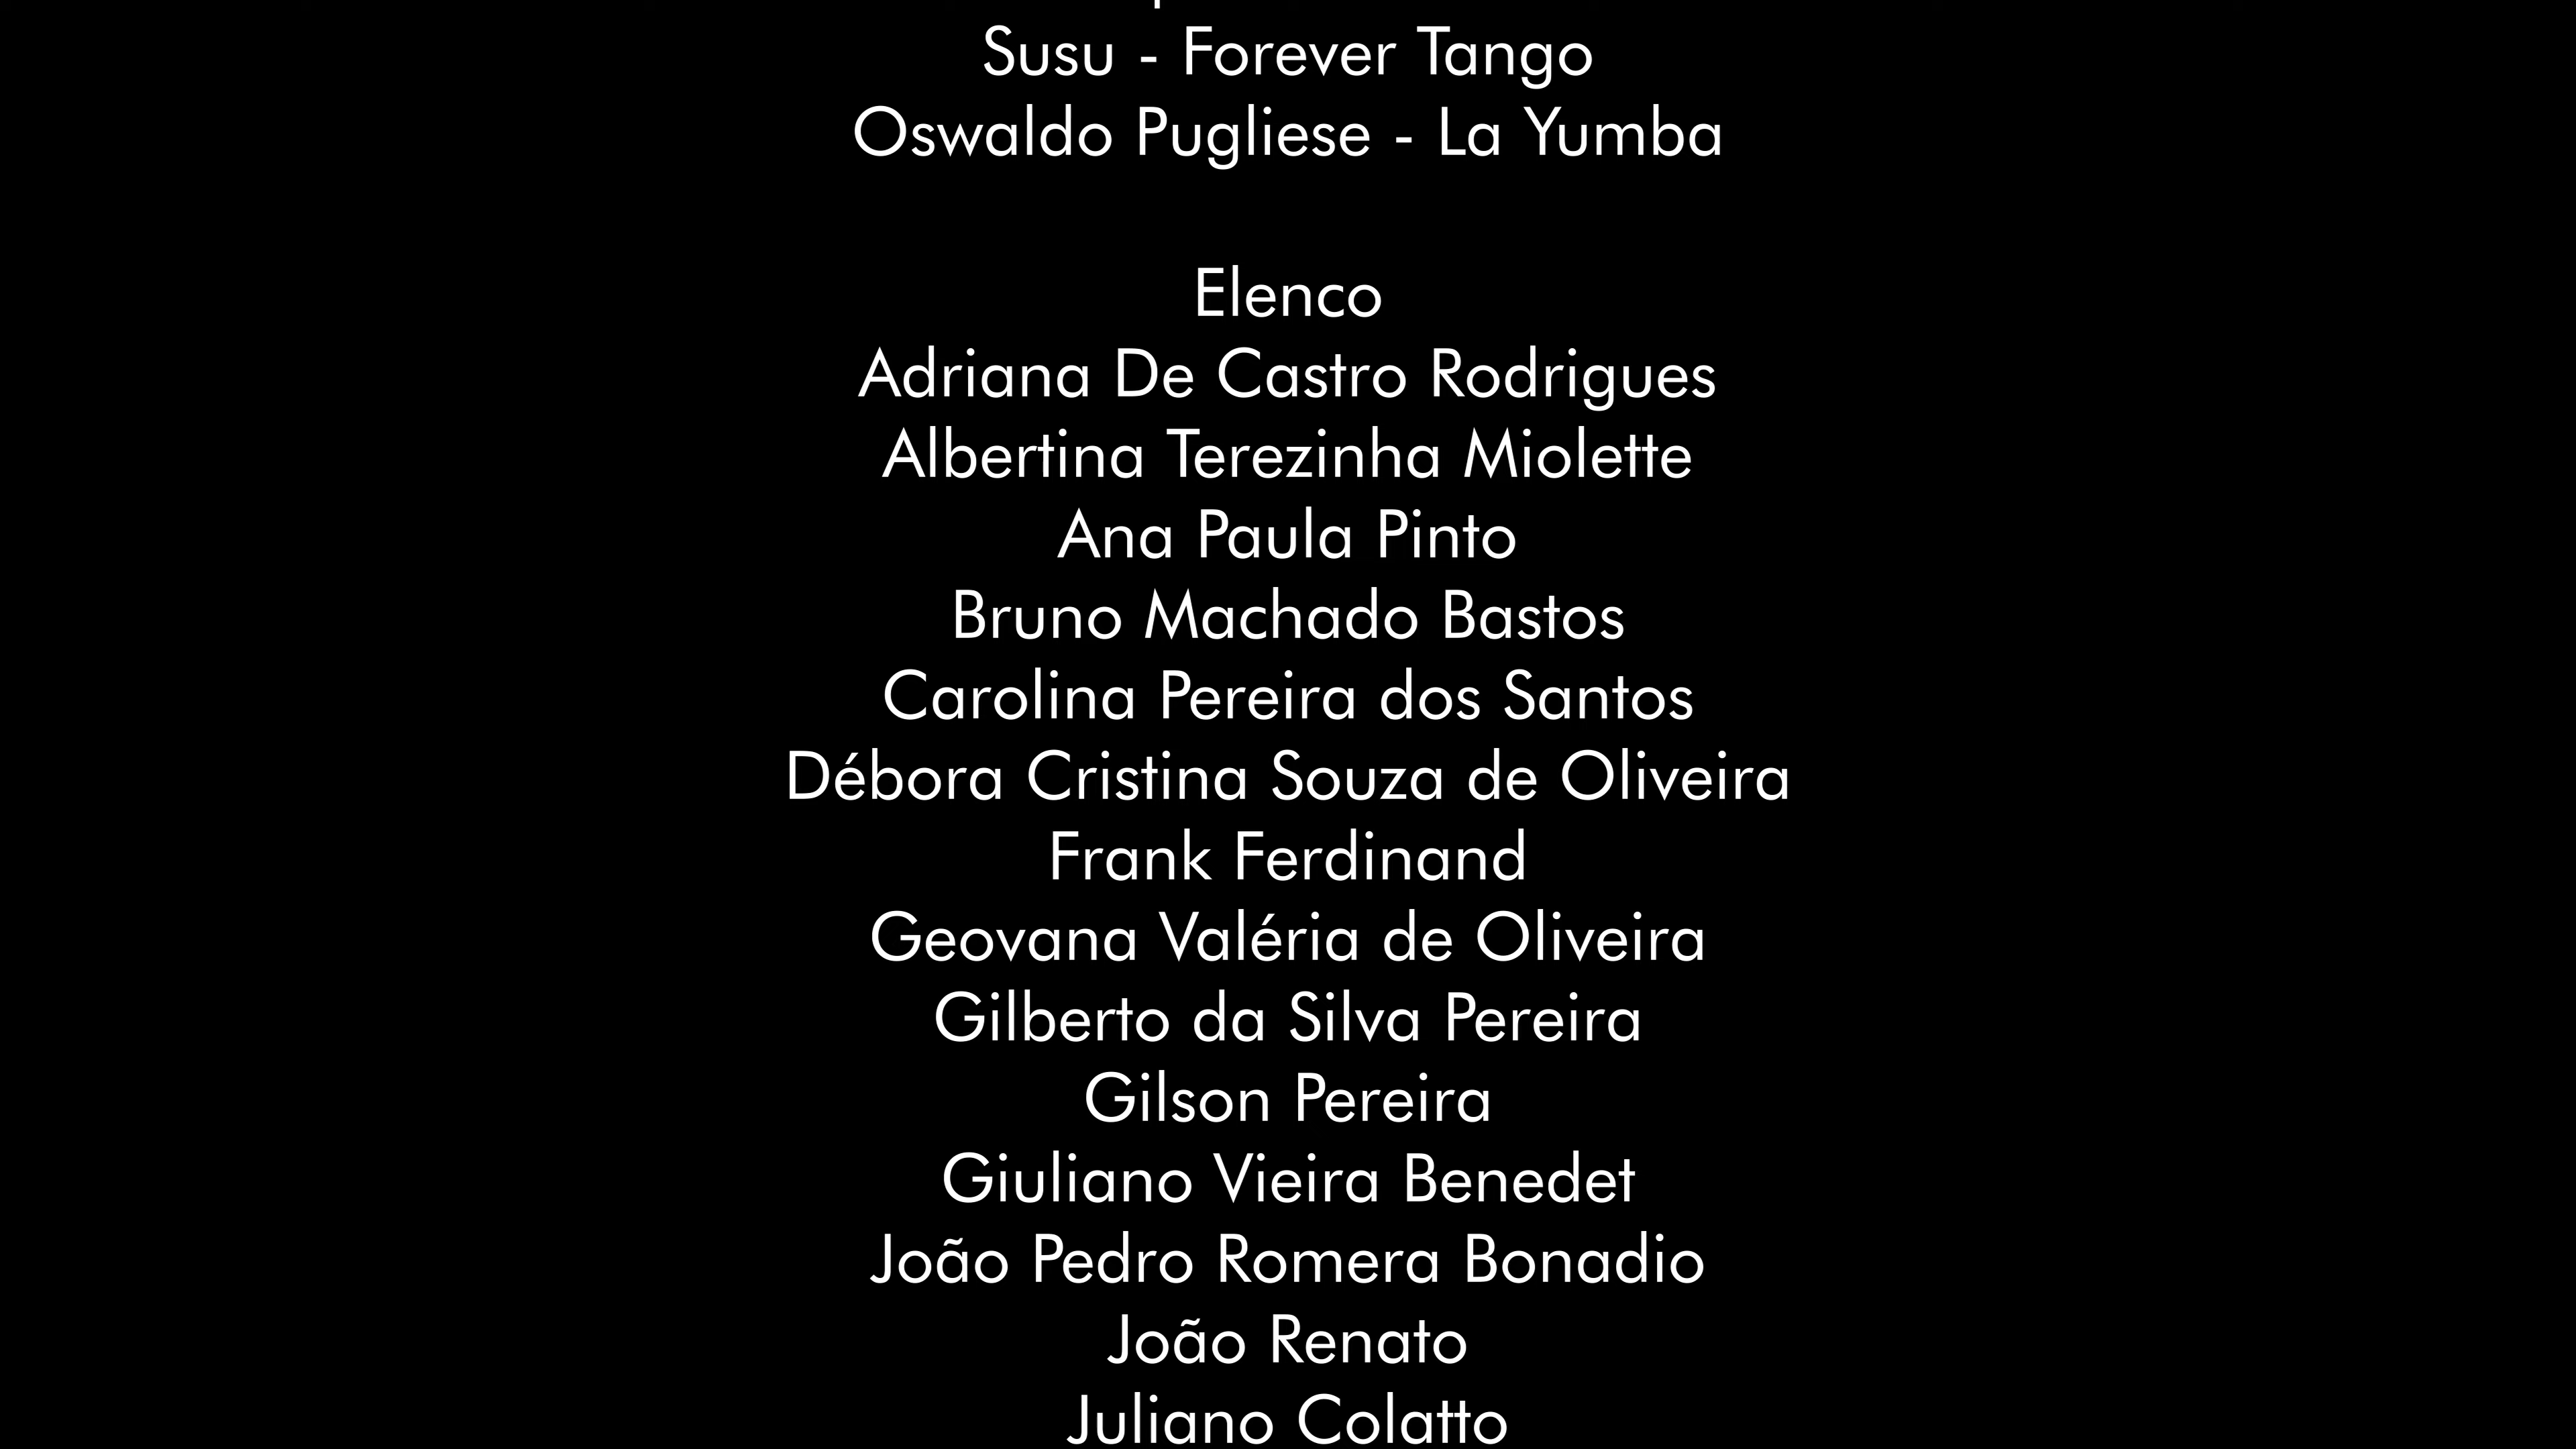 Susu - Forever Tango
Oswaldo Pugliese - La Yumba
Elenco
Adriana De Castro Rodrigues
Albertina Terezinha Miolette
Ana Paula Pinto
Bruno Machado Bastos
Carolina Pereira dos Santos
Débora Cristina Souza de Oliveira
Frank Ferdinand
Geovana Valéria de Oliveira
Gilberto da Silva Pereira
Gilson Pereira
Giuliano Vieira Benedet
João Pedro Romera Bonadio
João Renato
Juliano Colatto